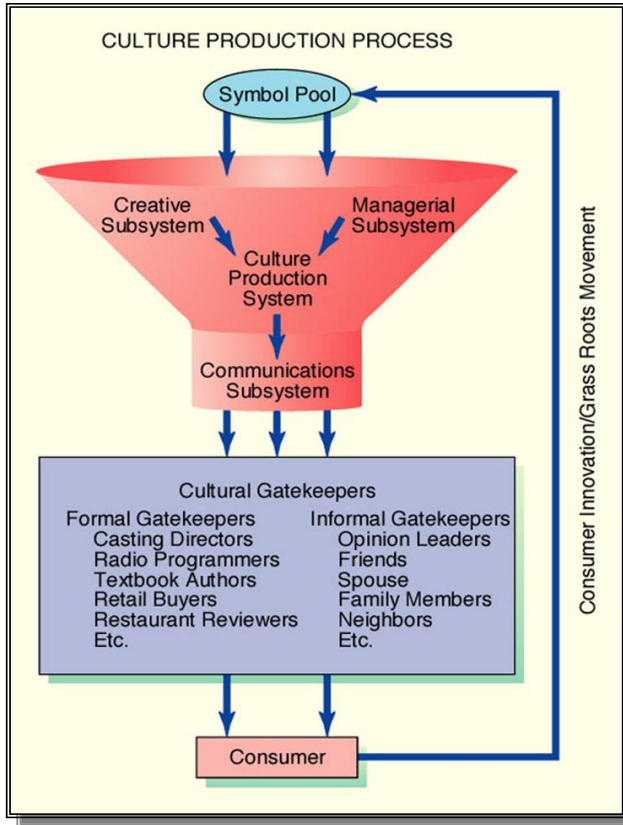 CULTURE PRODUCTION PROCESS
Symbol Pool
Creative
Subsystem
Managerial
Subsystem
Culture
Production
System
Communications
Subsystem
Cultural Gatekeepers
Formal Gatekeepers
Casting Directors
Radio Programmers
Textbook Authors
Retail Buyers
Restaurant Reviewers
Etc.
Informal Gatekeepers
Opinion Leaders
Friends
Spouse
Family Members
Neighbors
Etc.
Consumer
Consumer Innovation/Grass Roots Movement